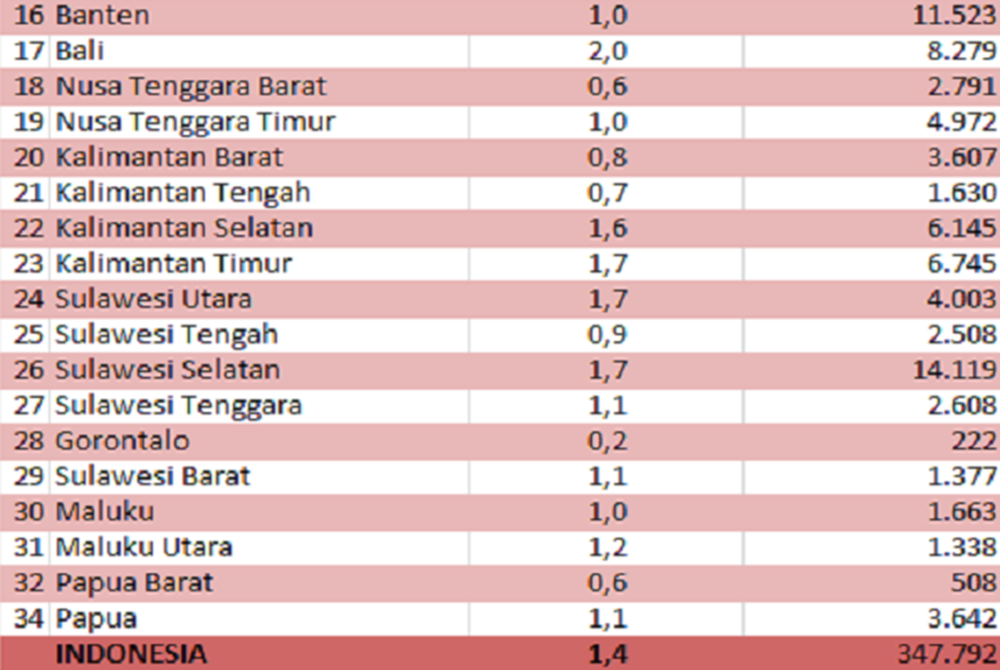 16 Banten 1,0 11.523
17 Bali 2,0 8.279
18 Nusa Tenggara Barat 0,6 2.791
19 Nusa Tenggara Timur 1,0 4.972
20 Kalimantan Barat 0,8 3.607
21 Kalimantan Tengah 0,7 1.630
22 Kalimantan Selatan 1,6 6.145
23 Kalimantan Timur 1,7 6.745
24 Sulawesi Utara 1,7 4.003
25 Sulawesi Tengah 0,9 2.508
26 Sulawesi Selatan 1,7 14.119
27 Sulawesi Tenggara 1,1 2.608
28 Gorontalo 0,2 222
29 Sulawesi Barat 1,1 1.377
30 Maluku 1,0 1.663
31 Maluku Utara 1,2 1.338
32 Papua Barat 0,6 508
34 Papua 1,1 3.642
INDONESIA 1,4 347.792